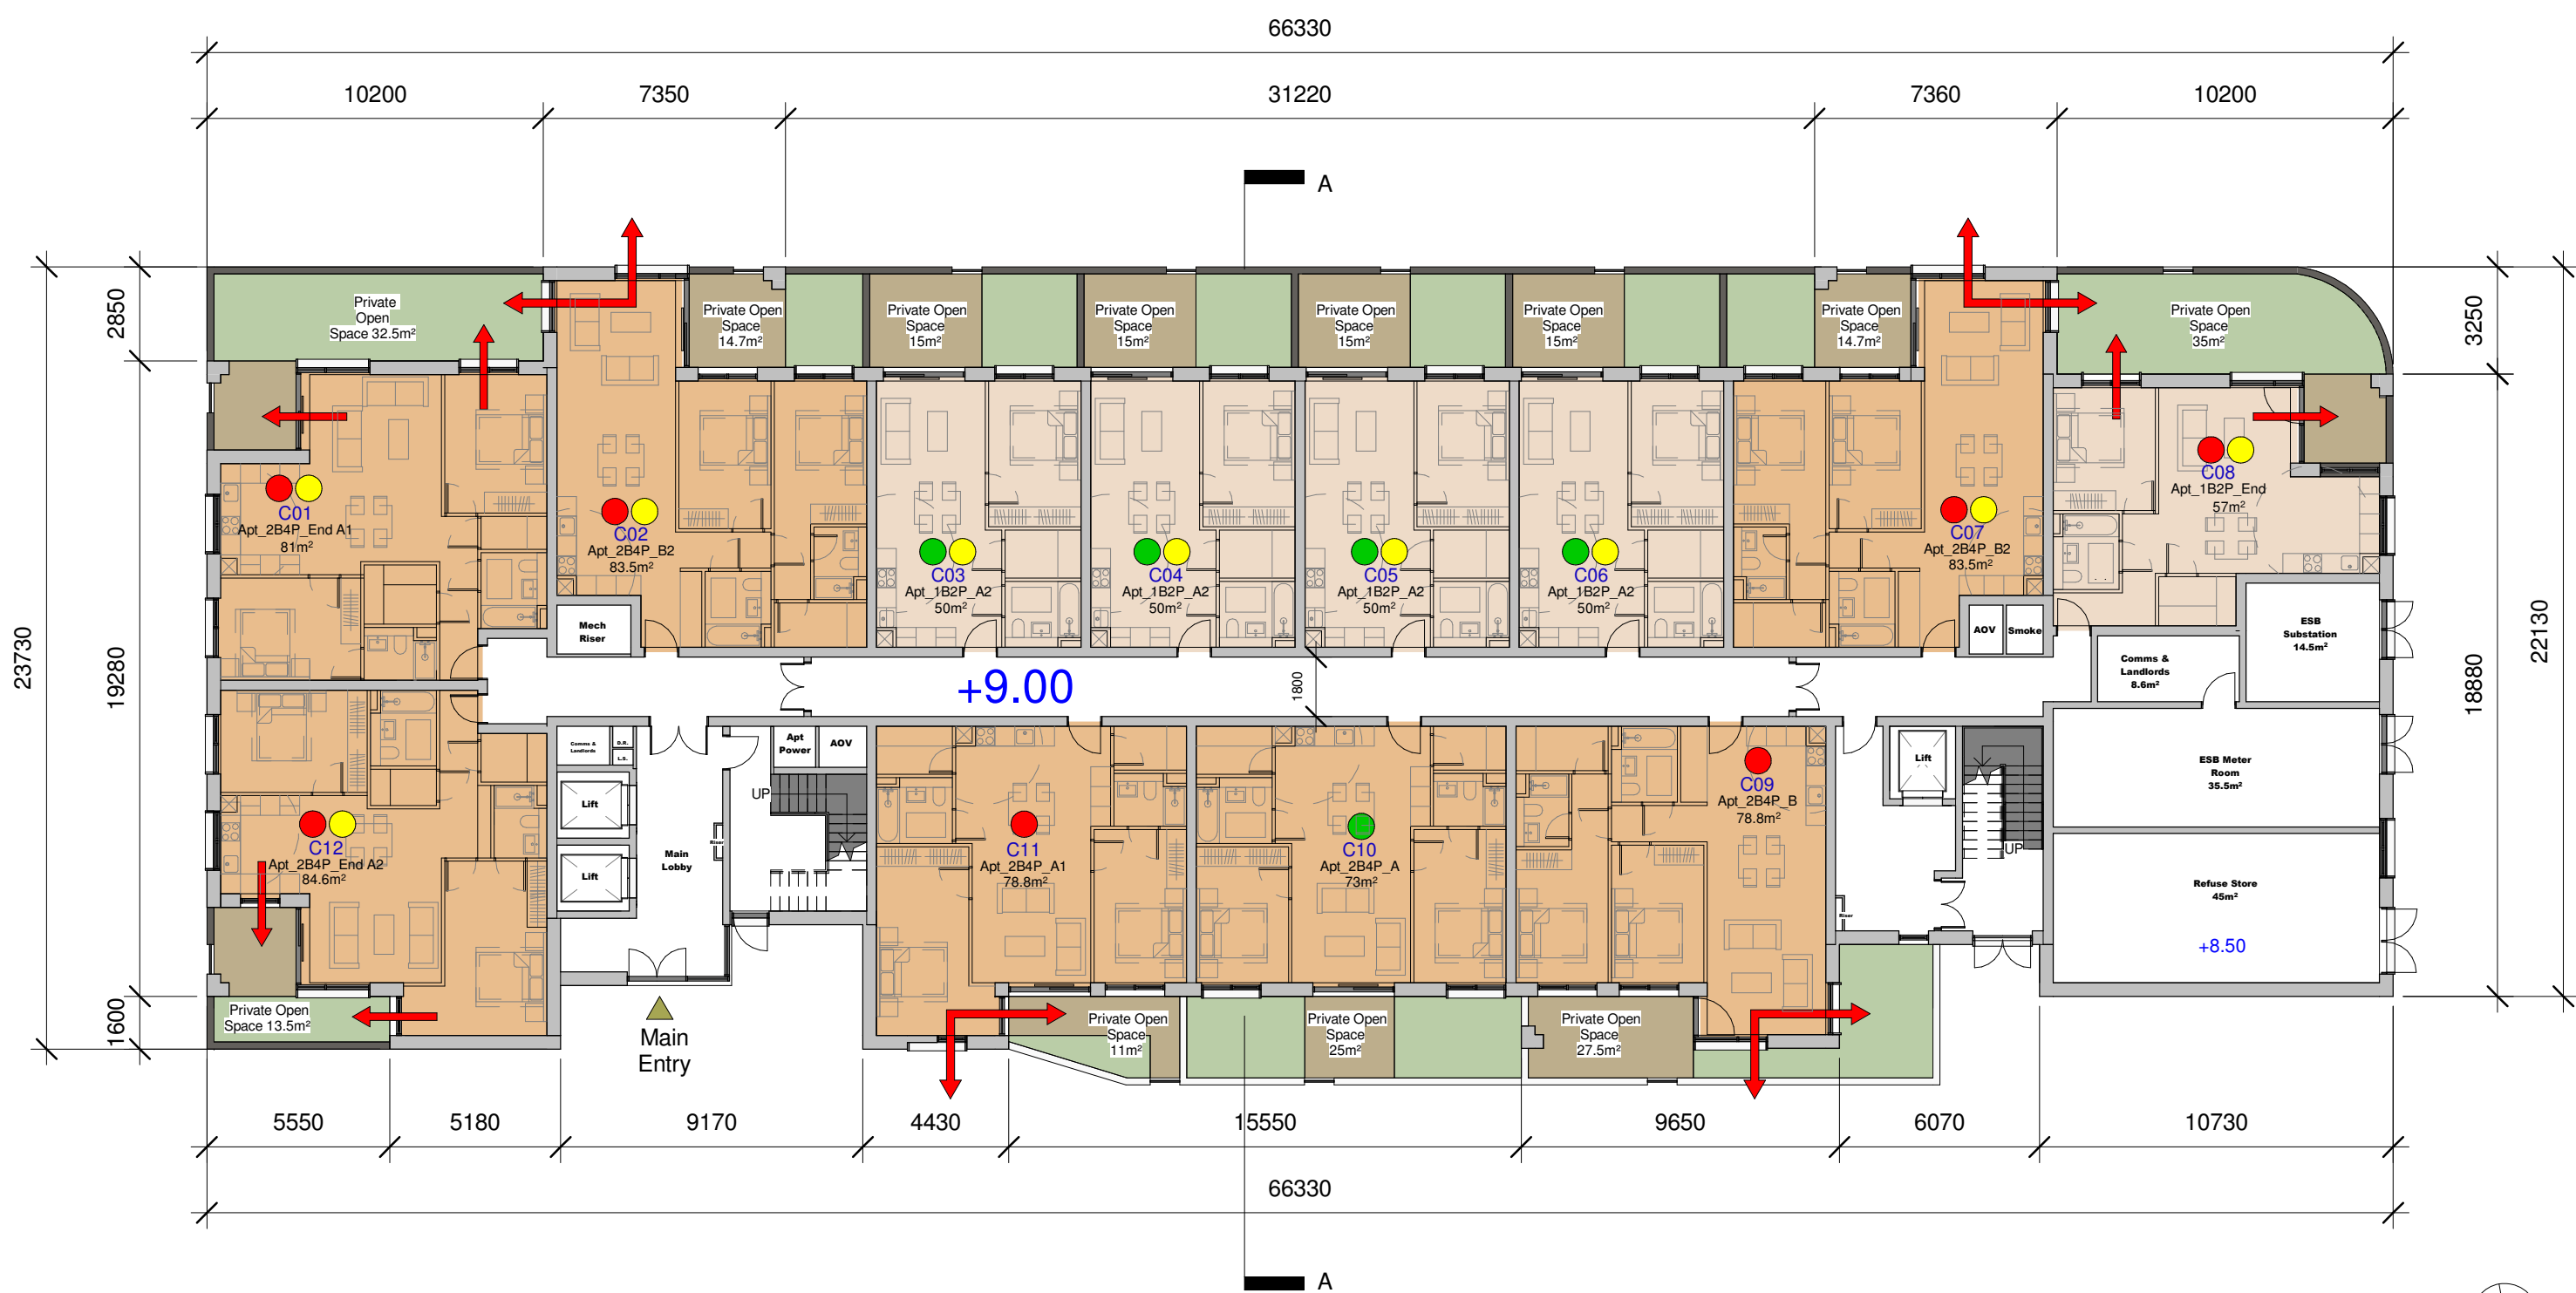 66330
10200
7350
31220
7360
10200
A
2850
19280
1600
23730
3250
18880
22130
Private
Open
Space 32.5m²
Private Open
Space
14.7m²
Private Open
Space
15m²
Private Open
Space
15m²
Private Open
Space
15m²
Private Open
Space
15m²
Private Open
Space
14.7m²
Private Open
Space
35m²
C01
Apt_2B4P_End A1
81m²
C02
Apt_2B4P_B2
83.5m²
C03
Apt_1B2P_A2
50m²
C04
Apt_1B2P_A2
50m²
C05
Apt_1B2P_A2
50m²
C06
Apt_1B2P_A2
50m²
C07
Apt_2B4P_B2
83.5m²
C08
Apt_1B2P_End
57m²
Mech
Riser
AOV
Smoke
ESB
Substation
14.5m²
Comms &
Landlords
8.6m²
+9.00
1800
Comms &
Landlords
D.R.
L.S.
Apt
Power
AOV
Lift
Lift
UP
Riser
Main
Lobby
C12
Apt_2B4P_End A2
84.6m²
C11
Apt_2B4P_A1
78.8m²
C10
Apt_2B4P_A
73m²
C09
Apt_2B4P_B
78.8m²
Lift
UP
Riser
ESB Meter
Room
35.5m²
Refuse Store
45m²
+8.50
Private Open
Space 13.5m²
Main
Entry
Private Open
Space
11m²
Private Open
Space
25m²
Private Open
Space
27.5m²
5550
5180
9170
4430
15550
9650
6070
10730
66330
A